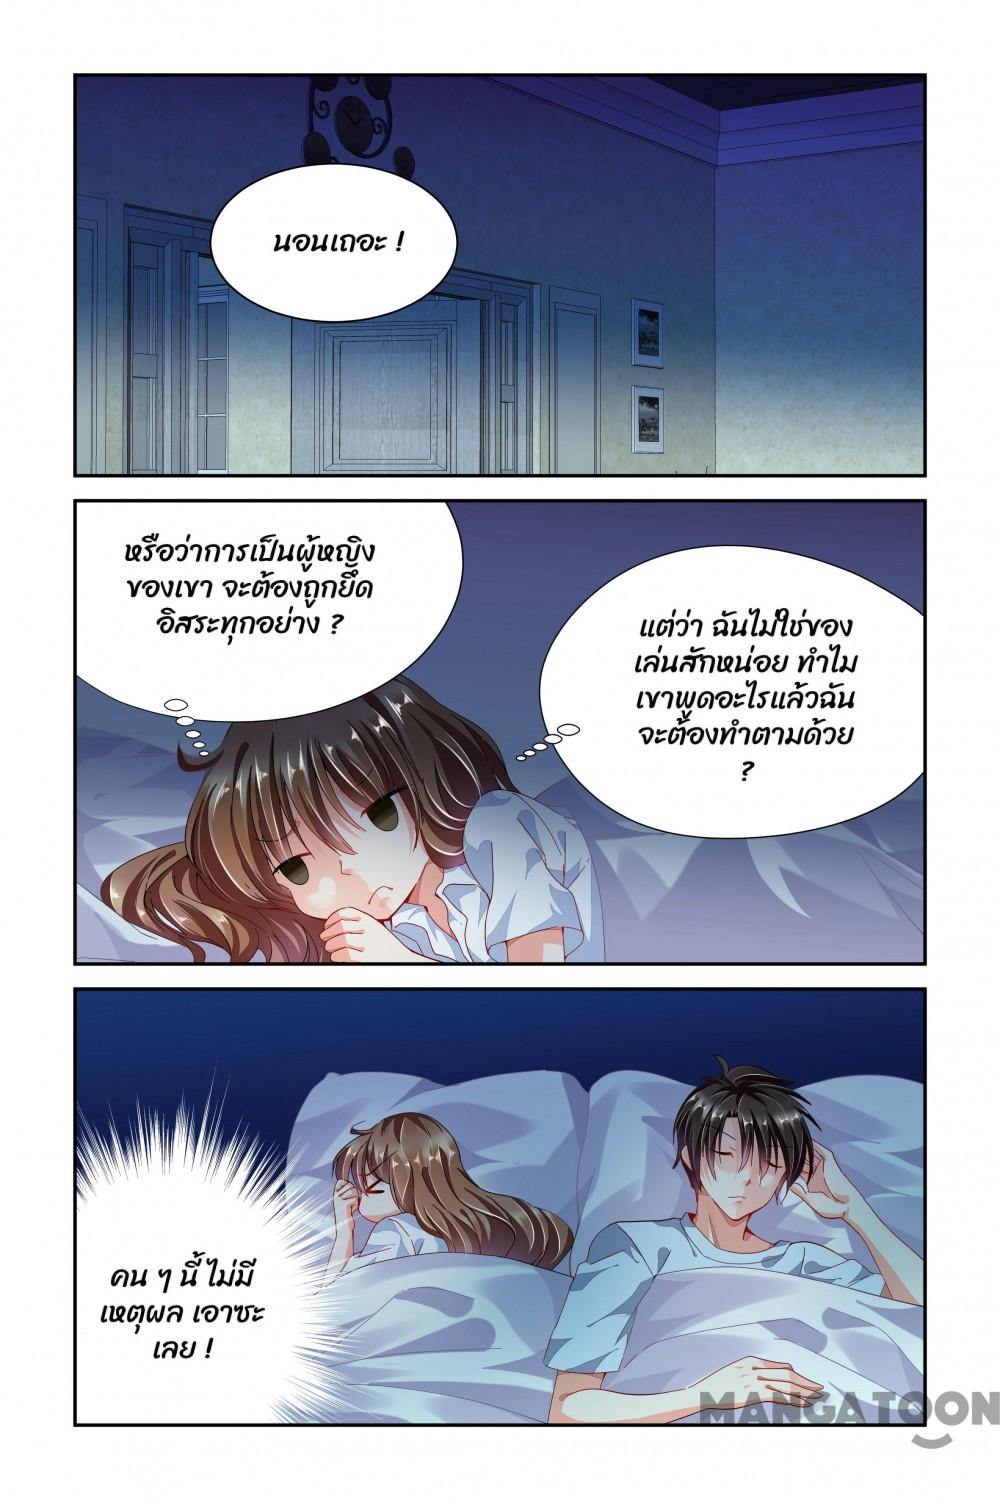 นอนเถอะ !
หรือว่าการเป็นผู้หญิง
ของเขา จะต้องถูกยึด
อิสระทุกอย่าง ?
แต่ว่า ฉันไม่ใช่ของ
เล่นสักหน่อย ทำไม
เขาพูดอะไรแล้วฉัน
จะต้องทำตามด้วย
?
คน ๆ นี้ ไม่มี
เหตุผล เอาซะ
เลย !
MANGATOON